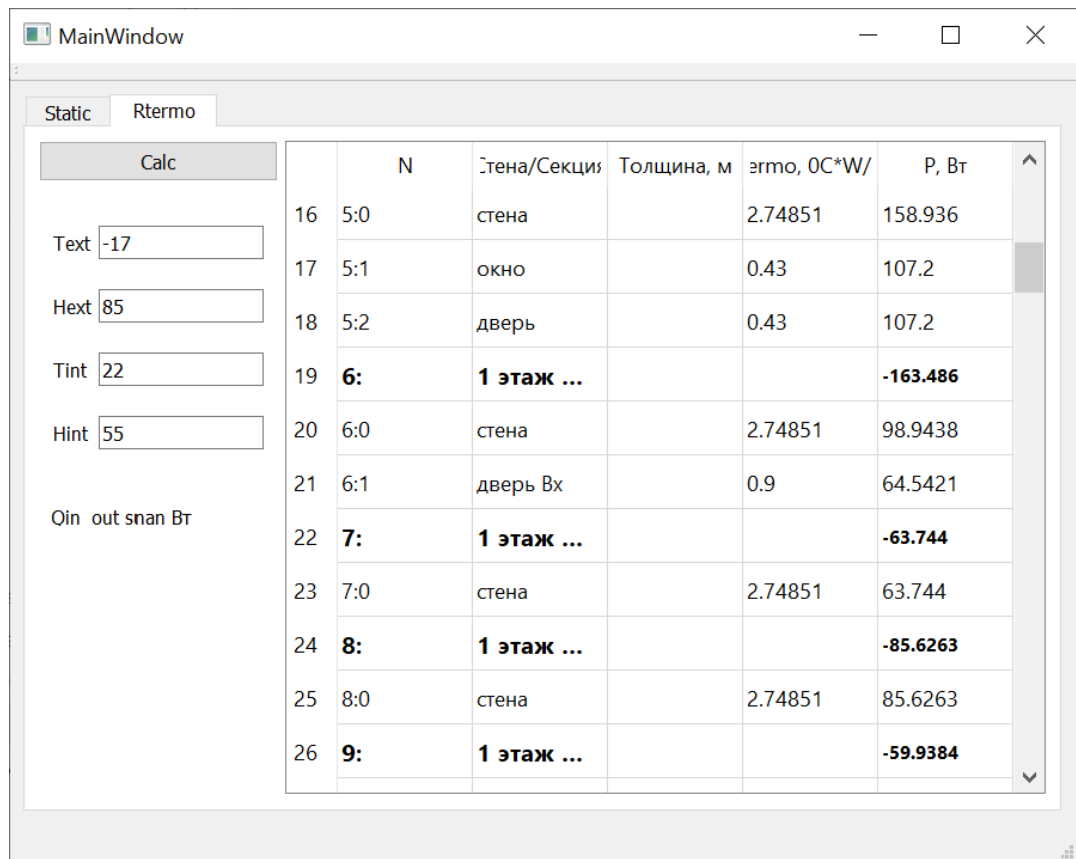 MainWindow
Static Rtermo
Calc
Text -17
Hext 85
Tint 22
Hint 55
Qin out snan Вт
N Стена/Секция Толщина, м ermo, 0C*W/ P, Вт
16 5:0 стена 2.74851 158.936
17 5:1 окно 0.43 107.2
18 5:2 дверь 0.43 107.2
19 6: 1 этаж ... -163.486
20 6:0 стена 2.74851 98.9438
21 6:1 дверь Вх 0.9 64.5421
22 7: 1 этаж ... -63.744
23 7:0 стена 2.74851 63.744
24 8: 1 этаж ... -85.6263
25 8:0 стена 2.74851 85.6263
26 9: 1 этаж ... -59.9384